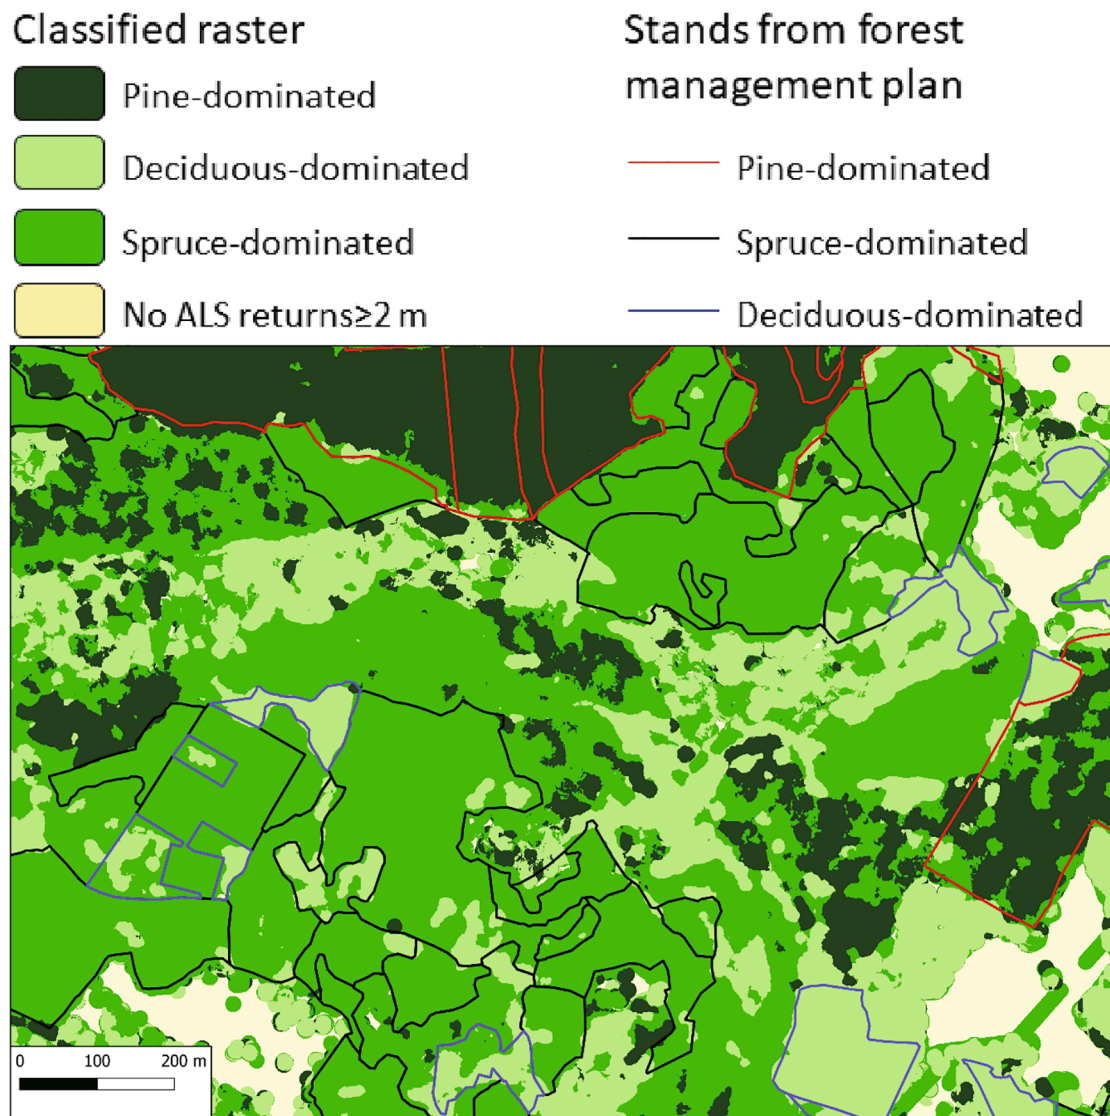 Classified raster
Pine-dominated
Deciduous-dominated
Spruce-dominated
No ALS returns≥2 m
Stands from forest
management plan
Pine-dominated
Spruce-dominated
Deciduous-dominated
0 100 200 m